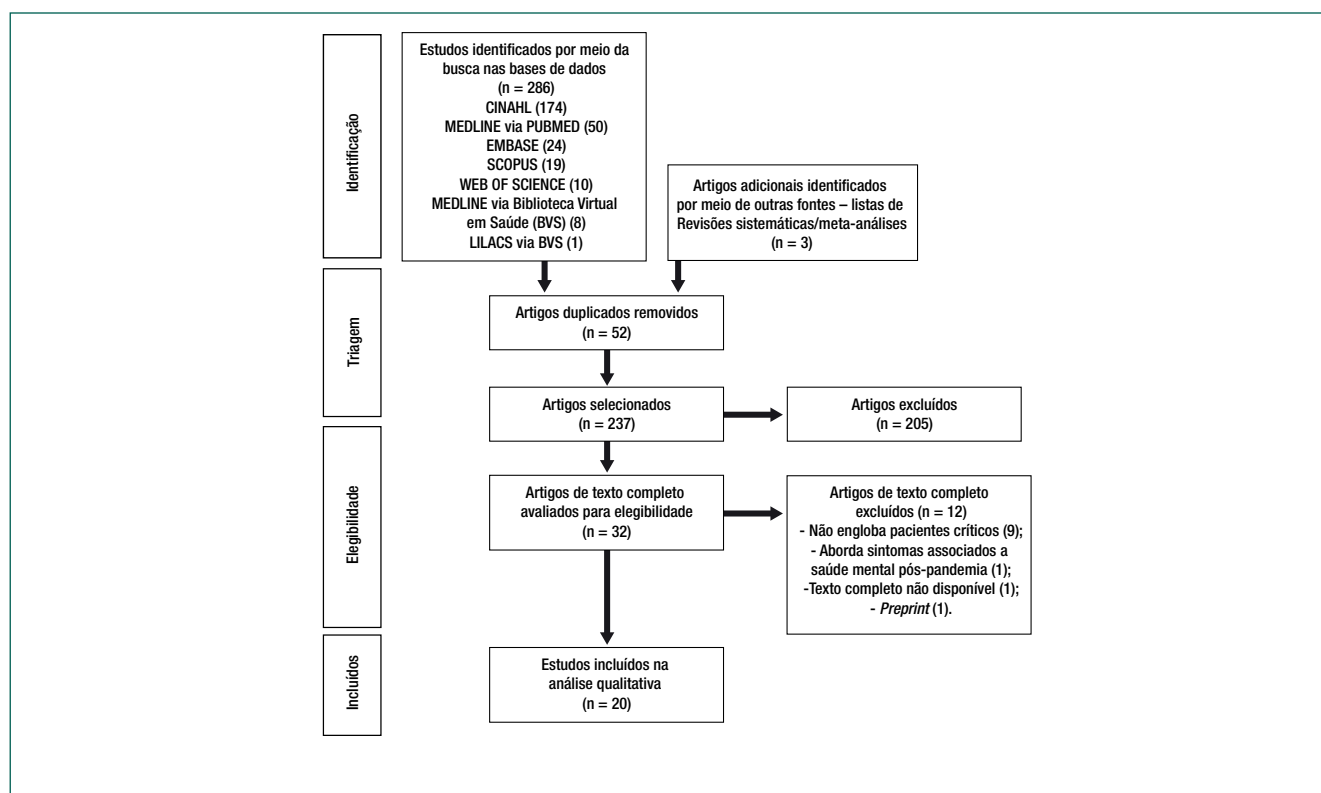 Identificação
Estudos identificados por meio da
busca nas bases de dados
(n = 286)
CINAHL (174)
MEDLINE via PUBMED (50)
EMBASE (24)
SCOPUS (19)
WEB OF SCIENCE (10)
MEDLINE via Biblioteca Virtual
em Saúde (BVS) (8)
LILACS via BVS (1)
Artigos adicionais identificados
por meio de outras fontes – listas de
Revisões sistemáticas/meta-análises
(n = 3)
Triagem
Artigos duplicados removidos
(n = 52)
Artigos selecionados
(n = 237)
Artigos excluídos
(n = 205)
Elegibilidade
Artigos de texto completo
avaliados para elegibilidade
(n = 32)
Artigos de texto completo
excluídos (n = 12)
- Não engloba pacientes críticos (9);
- Aborda sintomas associados a
saúde mental pós-pandemia (1);
-Texto completo não disponível (1);
- Preprint (1).
Incluídos
Estudos incluídos na
análise qualitativa
(n = 20)